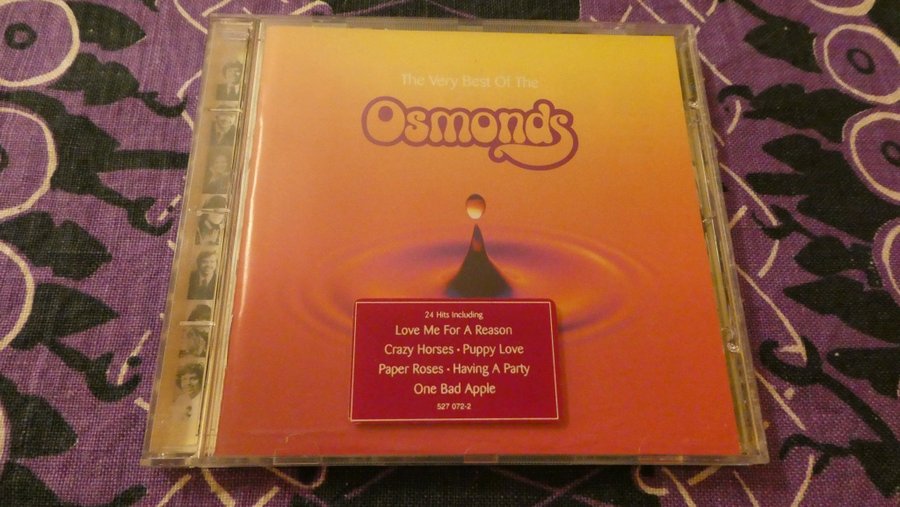 The Very Best Of The
Osmonds
24 Hits Including
Love Me For A Reason
Crazy Horses • Puppy Love
Paper Roses • Having A Party
One Bad Apple
527 072-2